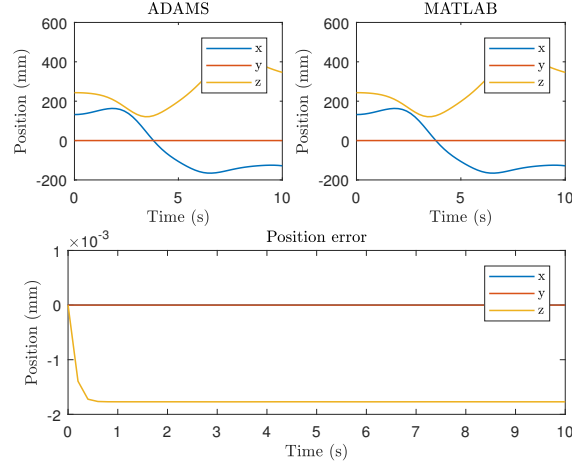 ADAMS
MATLAB
Position (mm)
600
400
200
0
-200
x
y
z
0
5
10
Time (s)
Position (mm)
600
400
200
0
-200
x
y
z
0
5
10
Time (s)
Position error
×10⁻³
Position (mm)
1
0
-1
-2
x
y
z
0
1
2
3
4
5
6
7
8
9
10
Time (s)